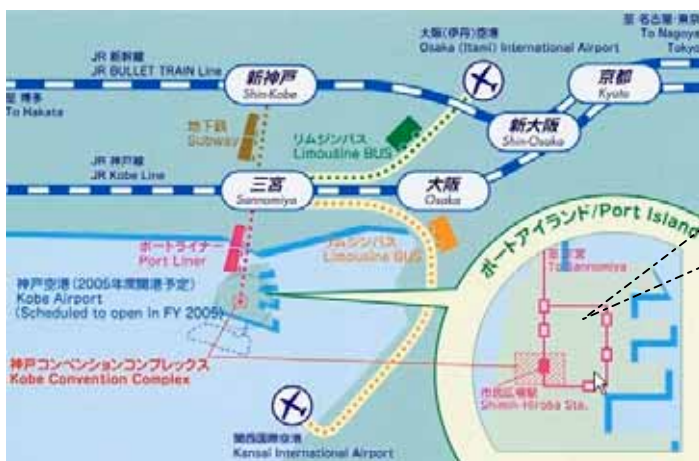 大阪(伊丹)空港
Osaka (Itami) International Airport
至 名古屋・東京
To Nagoya
Tokyo
JR 新幹線
JR BULLET TRAIN Line
新神戸
Shin-Kobe
京都
Kyoto
至 博多
To Hakata
地下鉄
Subway
リムジンバス
Limousine BUS
新大阪
Shin-Osaka
JR 神戸線
JR Kobe Line
三宮
Sannomiya
大阪
Osaka
ポートアイランド/Port Island
ポートライナー
Port Liner
リムジンバス
Limousine BUS
至 三宮
To Sannomiya
神戸空港(2005年度開港予定)
Kobe Airport
(Scheduled to open in FY 2005)
神戸コンベンションコンプレックス
Kobe Convention Complex
市民広場駅
Shimin-Hiroba Sta.
関西国際空港
Kansai International Airport